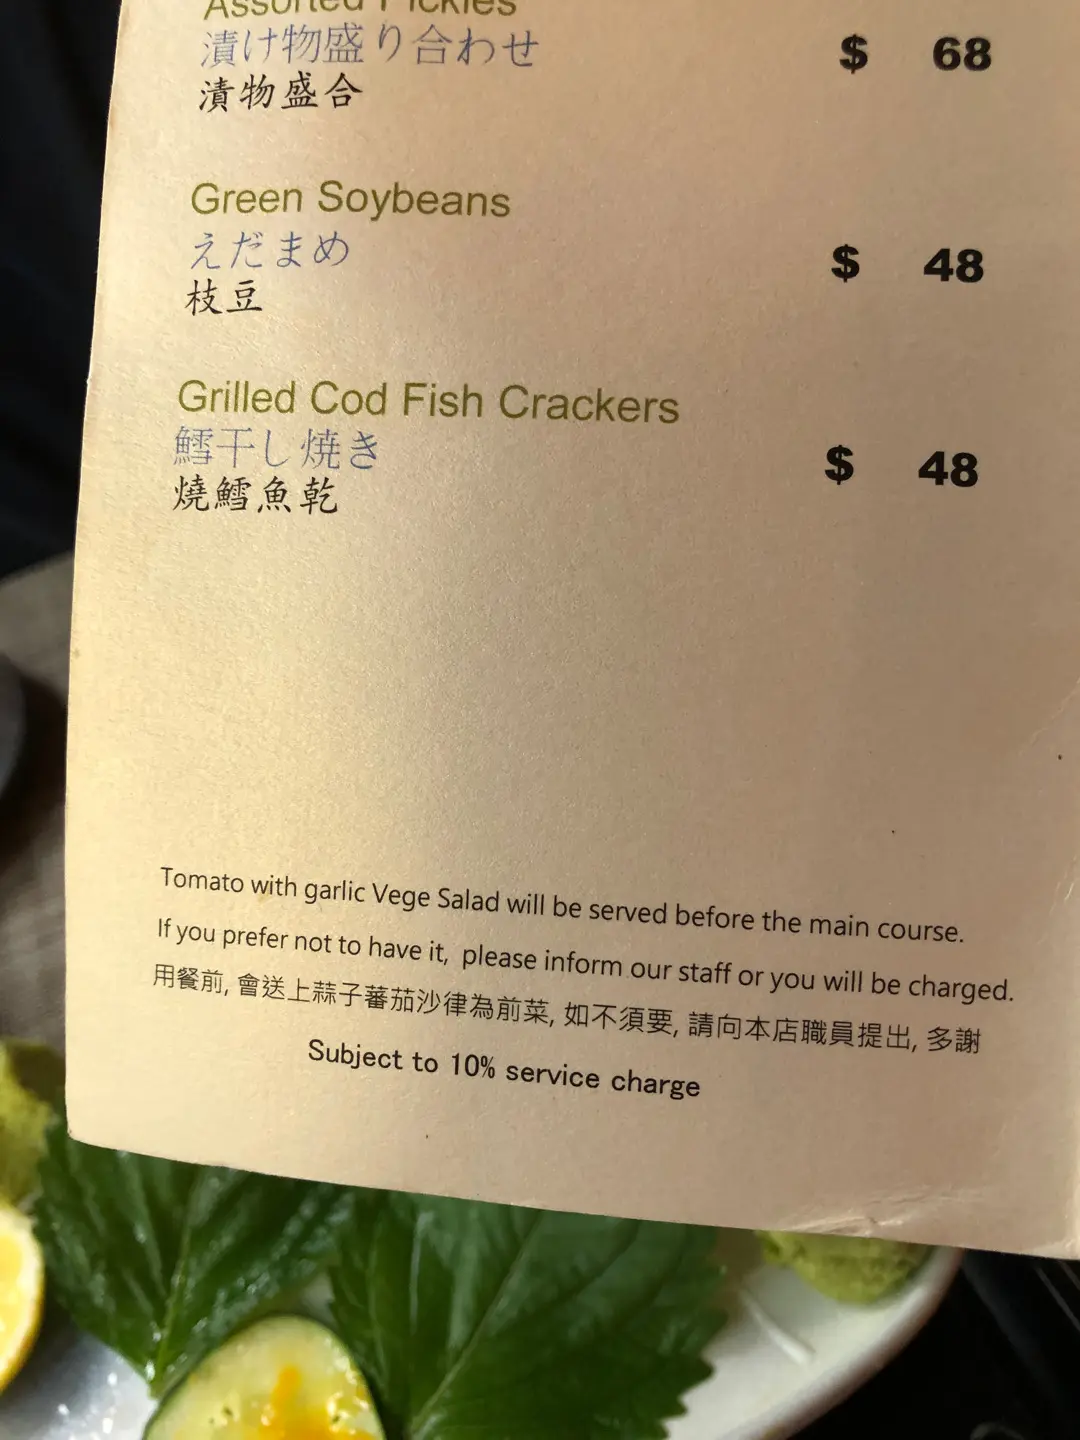 Assorted Pickles
漬け物盛り合わせ
漬物盛合
$ 68
Green Soybeans
えだまめ
枝豆
$ 48
Grilled Cod Fish Crackers
鱈干し焼き
燒鱈魚乾
$ 48
Tomato with garlic Vege Salad will be served before the main course.
If you prefer not to have it, please inform our staff or you will be charged.
用餐前, 會送上蒜子蕃茄沙律為前菜, 如不須要, 請向本店職員提出, 多謝
Subject to 10% service charge